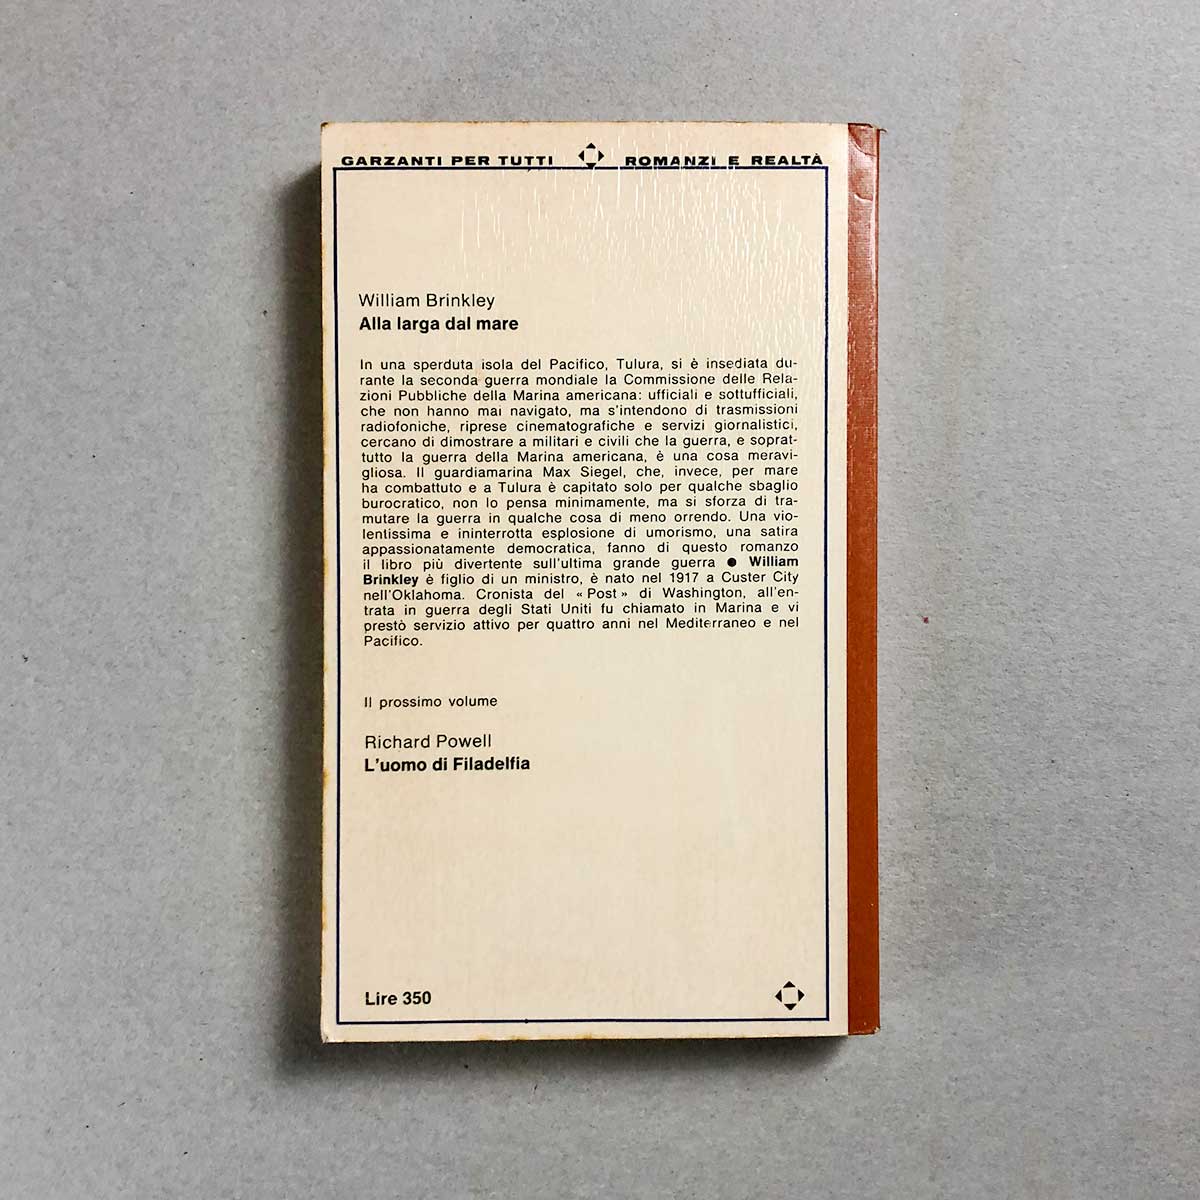 GARZANTI PER TUTTI ROMANZI E REALTÀ
William Brinkley
Alla larga dal mare
In una sperduta isola del Pacifico, Tulura, si è insediata du-
rante la seconda guerra mondiale la Commissione delle Rela-
zioni Pubbliche della Marina americana: ufficiali e sottufficiali,
che non hanno mai navigato, ma s'intendono di trasmissioni
radiofoniche, riprese cinematografiche e servizi giornalistici,
cercano di dimostrare a militari e civili che la guerra, e soprat-
tutto la guerra della Marina americana, è una cosa meravi-
gliosa. Il guardiamarina Max Siegel, che, invece, per mare
ha combattuto e a Tulura è capitato solo per qualche sbaglio
burocratico, non lo pensa minimamente, ma si sforza di tra-
mutare la guerra in qualche cosa di meno orrendo. Una vio-
lentissima e ininterrotta esplosione di umorismo, una satira
appassionatamente democratica, fanno di questo romanzo
il libro più divertente sull'ultima grande guerra ● William
Brinkley è figlio di un ministro, è nato nel 1917 a Custer City
nell'Oklahoma. Cronista del «Post» di Washington, all'en-
trata in guerra degli Stati Uniti fu chiamato in Marina e vi
prestò servizio attivo per quattro anni nel Mediterraneo e nel
Pacifico.
Il prossimo volume
Richard Powell
L'uomo di Filadelfia
Lire 350